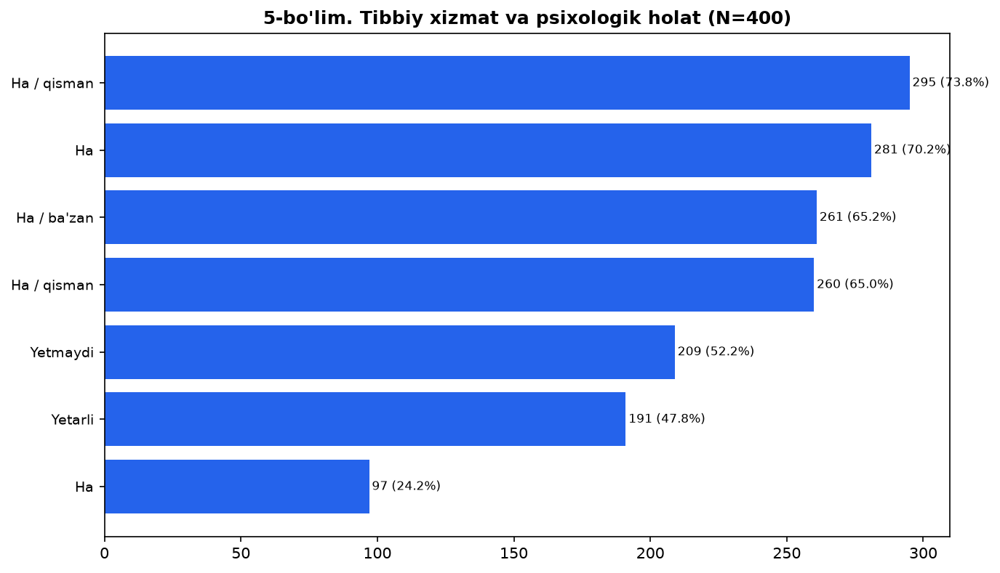 5-bo'lim. Tibbiy xizmat va psixologik holat (N=400)
Ha / qisman 295 (73.8%)
Ha 281 (70.2%)
Ha / ba'zan 261 (65.2%)
Ha / qisman 260 (65.0%)
Yetmaydi 209 (52.2%)
Yetarli 191 (47.8%)
Ha 97 (24.2%)
0 50 100 150 200 250 300